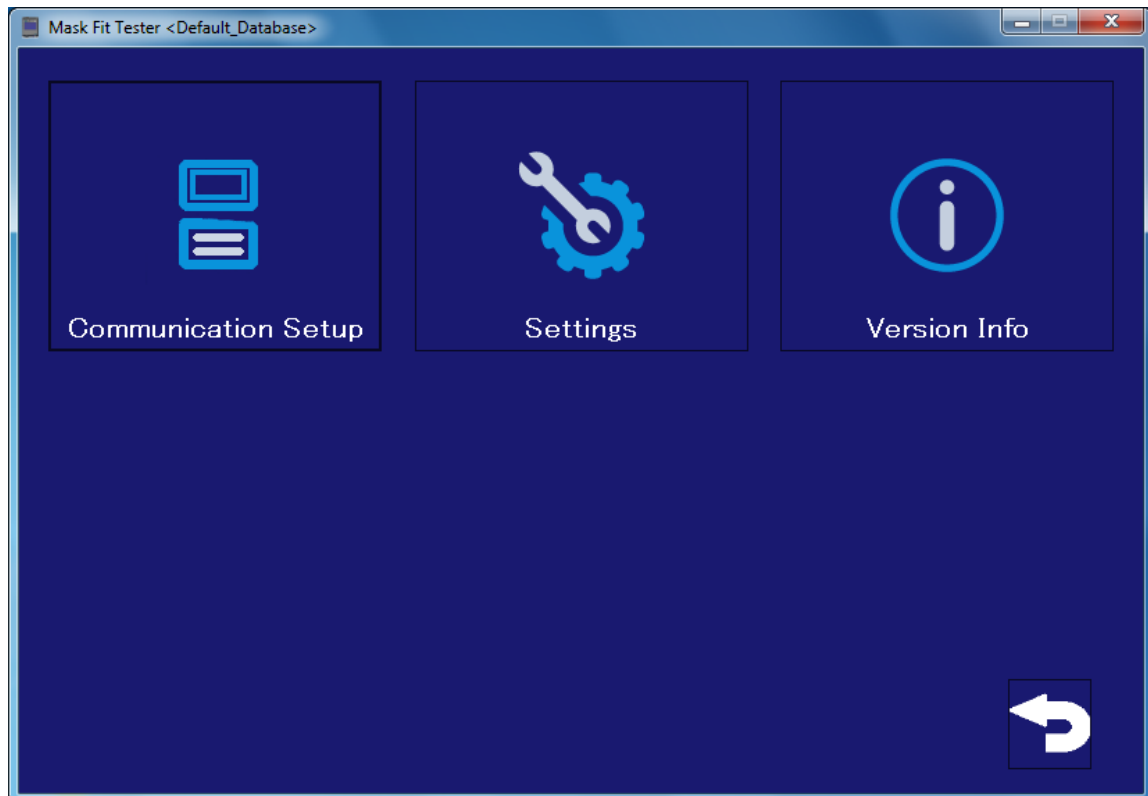 Mask Fit Tester <Default_Database>
Communication Setup
Settings
Version Info